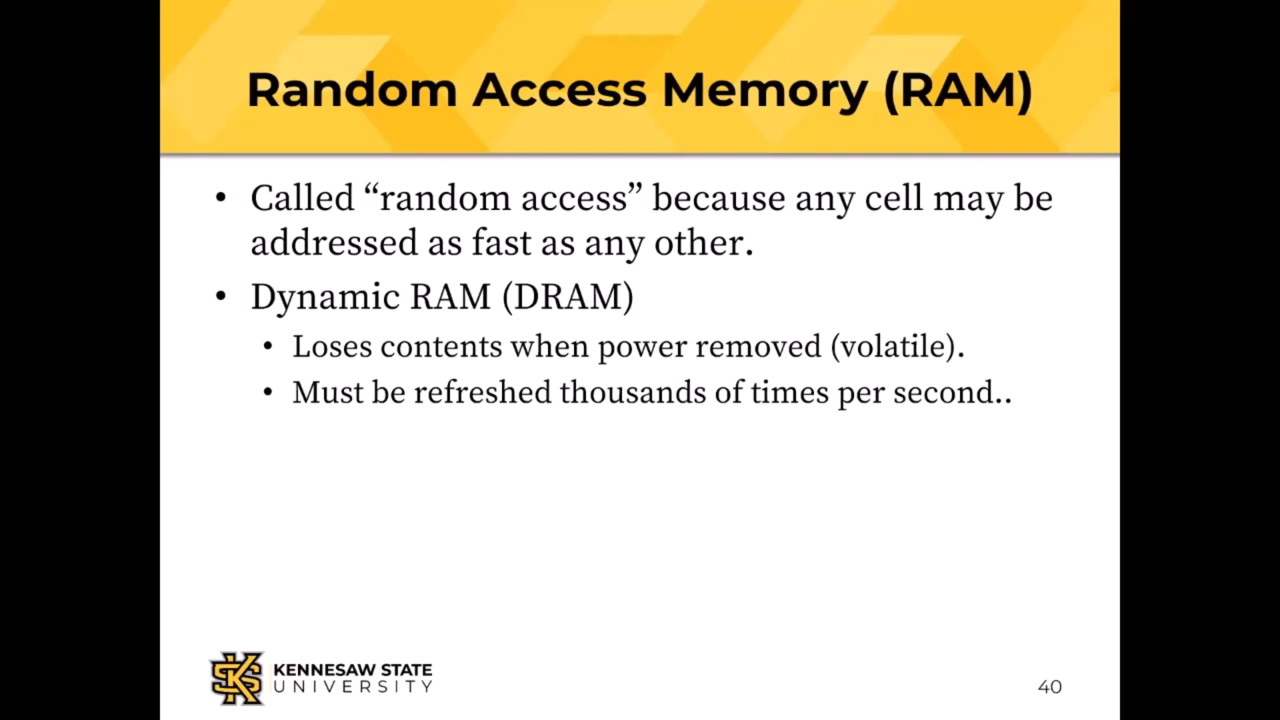 Random Access Memory (RAM)
• Called “random access” because any cell may be
addressed as fast as any other.
• Dynamic RAM (DRAM)
• Loses contents when power removed (volatile).
• Must be refreshed thousands of times per second..
KS
KENNESAW STATE
UNIVERSITY
40